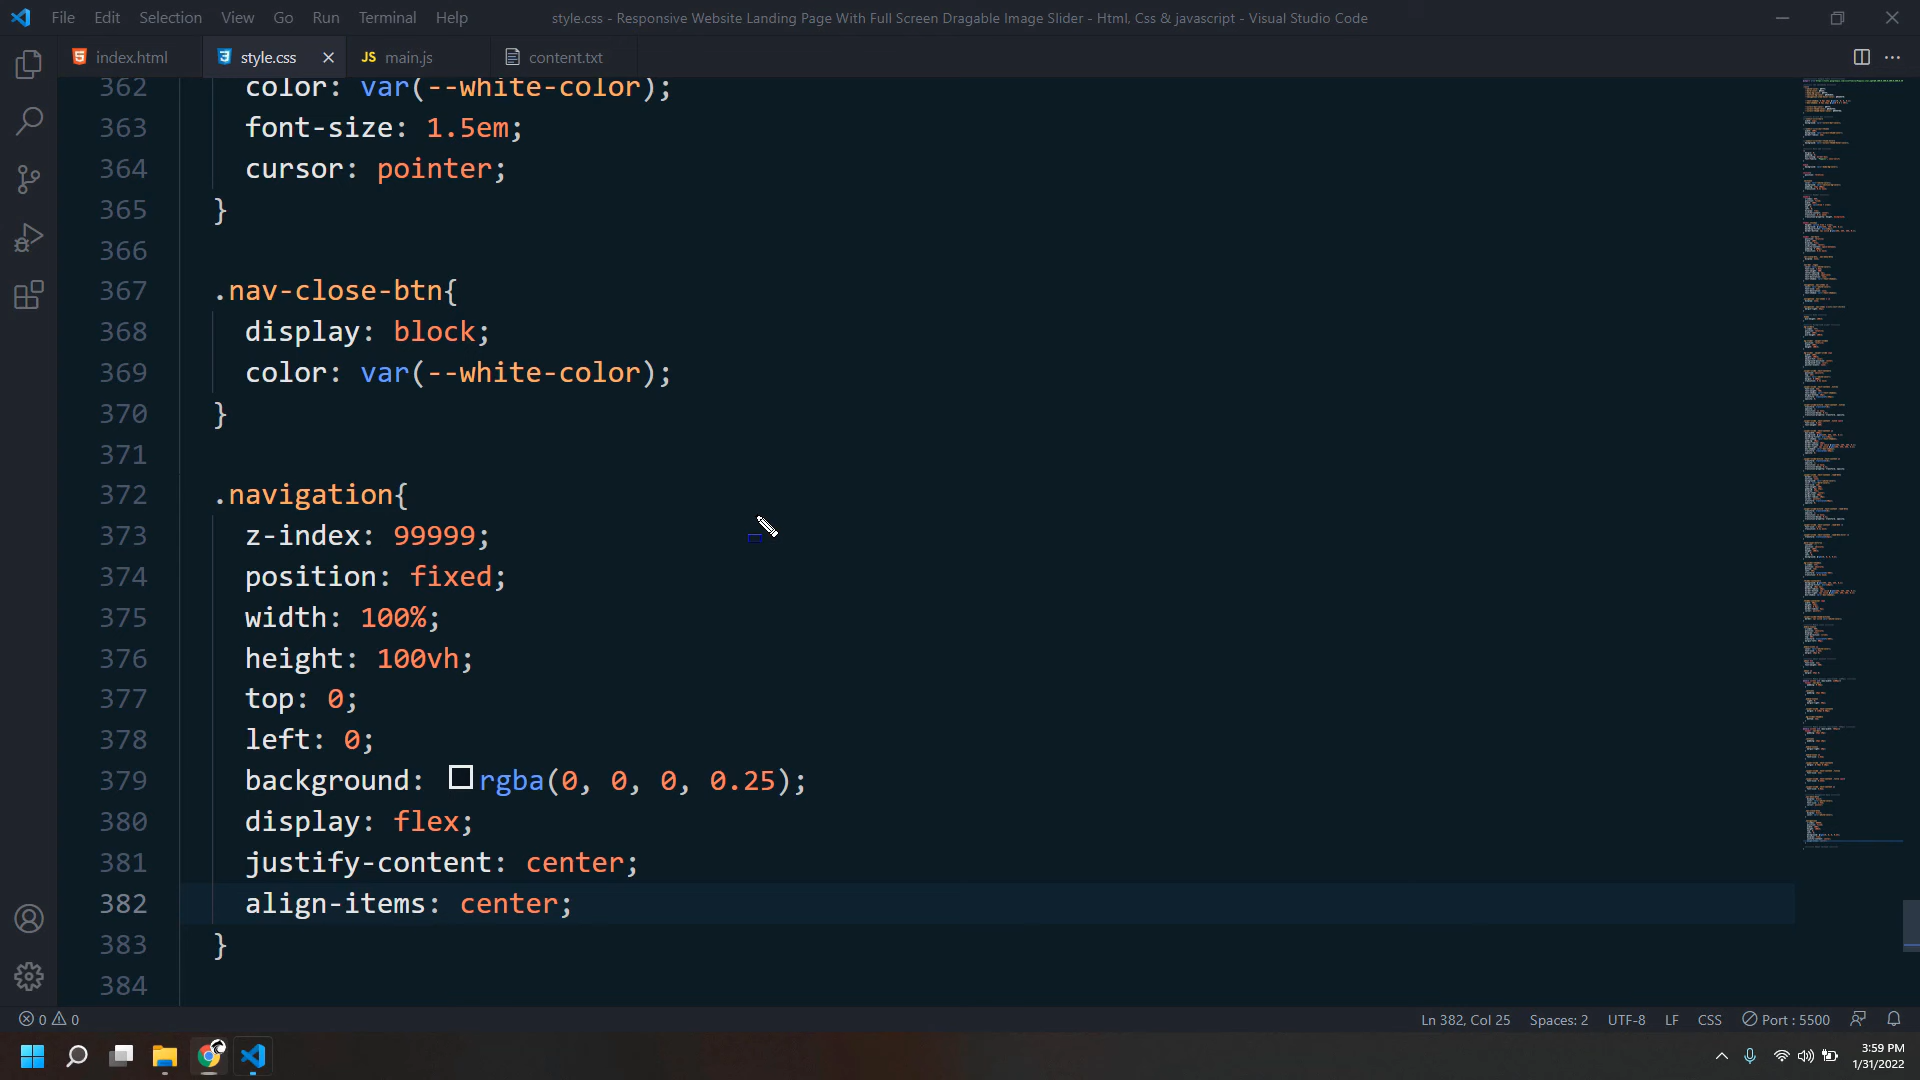 File Edit Selection View Go Run Terminal Help style.css - Responsive Website Landing Page With Full Screen Dragable Image Slider - Html, Css & javascript - Visual Studio Code
index.html style.css JS main.js content.txt
362 color: var(--white-color);
363 font-size: 1.5em;
364 cursor: pointer;
365 }
366
367 .nav-close-btn{
368 display: block;
369 color: var(--white-color);
370 }
371
372 .navigation{
373 z-index: 99999;
374 position: fixed;
375 width: 100%;
376 height: 100vh;
377 top: 0;
378 left: 0;
379 background: rgba(0, 0, 0, 0.25);
380 display: flex;
381 justify-content: center;
382 align-items: center;
383 }
384
0 0 Ln 382, Col 25 Spaces: 2 UTF-8 LF CSS Port : 5500
3:59 PM
1/31/2022